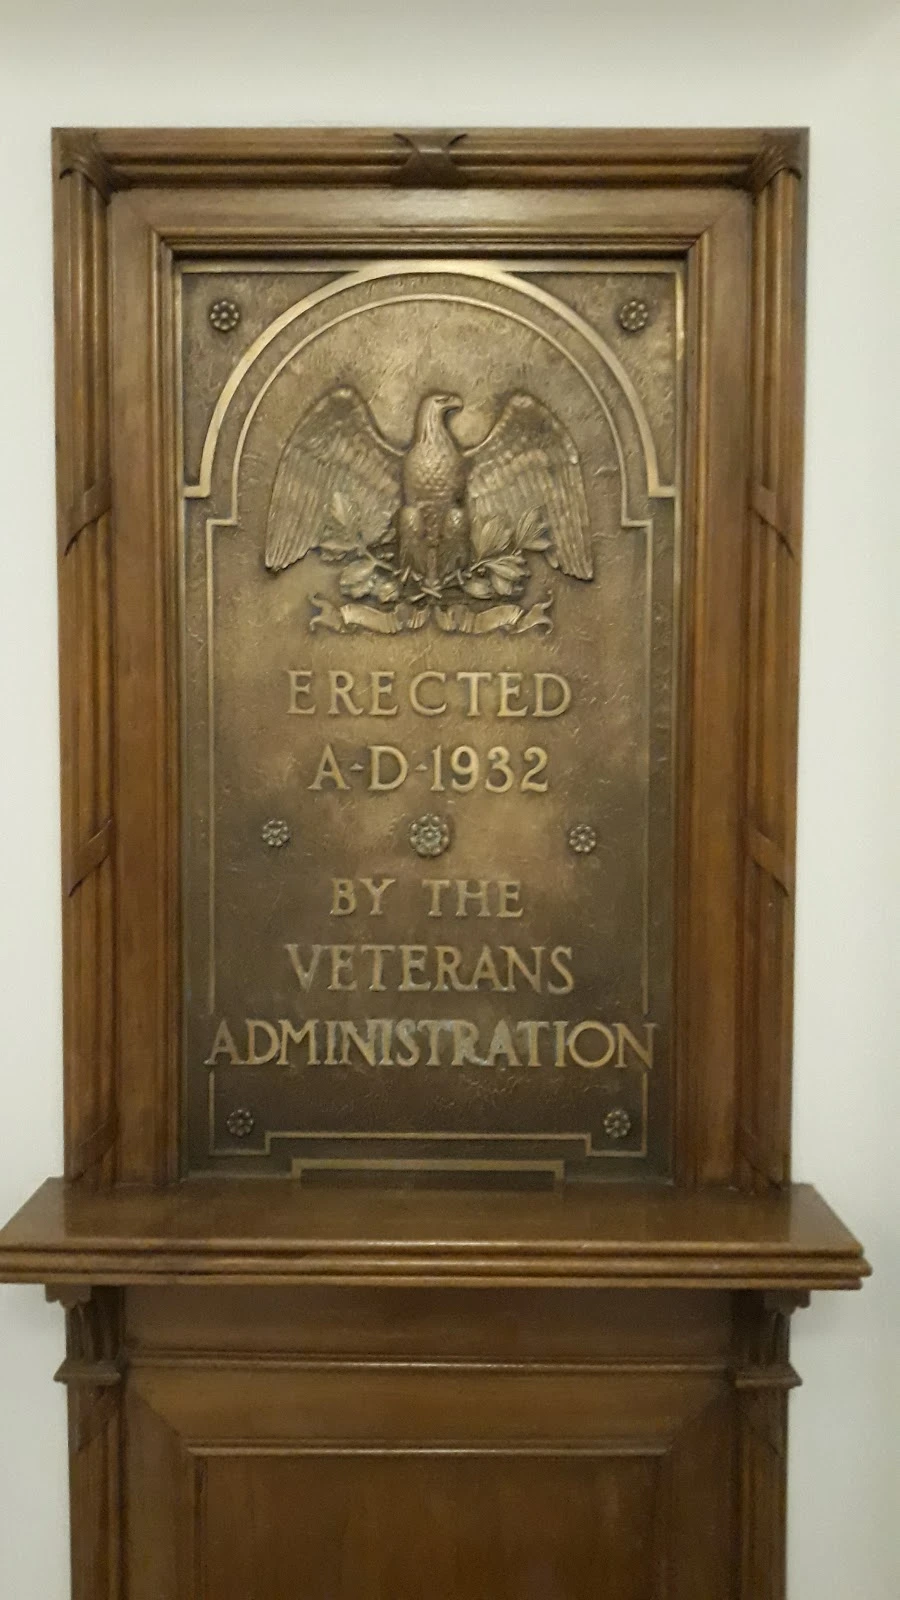 ERECTED
A-D-1932
BY THE
VETERANS
ADMINISTRATION